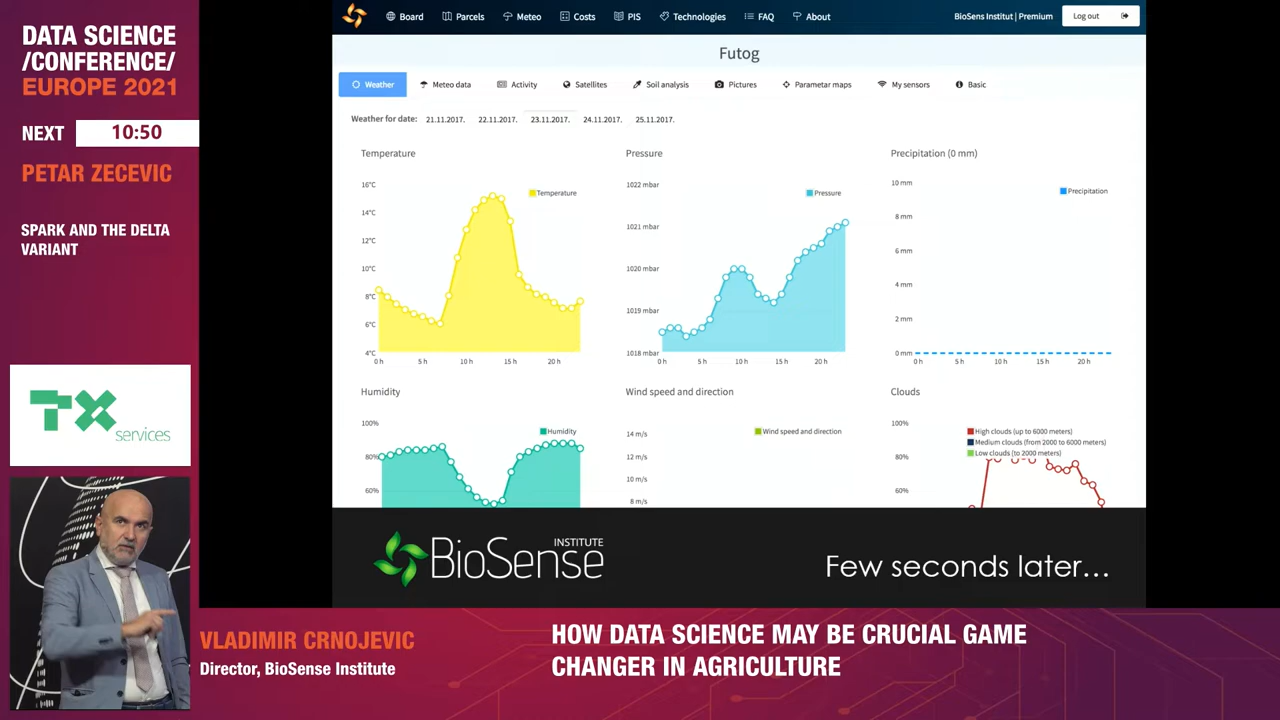 DATA SCIENCE
/CONFERENCE/
EUROPE 2021
NEXT 10:50
PETAR ZECEVIC
SPARK AND THE DELTA
VARIANT
TX services
Board Parcels Meteo Costs PIS Technologies FAQ About BioSens Institut | Premium Log out
Futog
Weather Meteo data Activity Satellites Soil analysis Pictures Parametar maps My sensors Basic
Weather for date: 21.11.2017. 22.11.2017. 23.11.2017. 24.11.2017. 25.11.2017.
Temperature
16°C
14°C
12°C
10°C
8°C
6°C
4°C
Temperature
0 h 5 h 10 h 15 h 20 h
Pressure
1022 mbar
1021 mbar
1020 mbar
1019 mbar
1018 mbar
Pressure
0 h 5 h 10 h 15 h 20 h
Precipitation (0 mm)
10 mm
8 mm
6 mm
4 mm
2 mm
0 mm
Precipitation
0 h 5 h 10 h 15 h 20 h
Humidity
100%
80%
60%
Humidity
Wind speed and direction
14 m/s
12 m/s
10 m/s
8 m/s
Wind speed and direction
Clouds
100%
80%
60%
High clouds (up to 6000 meters)
Medium clouds (from 2000 to 6000 meters)
Low clouds (to 2000 meters)
INSTITUTE
BioSense
Few seconds later...
VLADIMIR CRNOJEVIC
Director, BioSense Institute
HOW DATA SCIENCE MAY BE CRUCIAL GAME
CHANGER IN AGRICULTURE